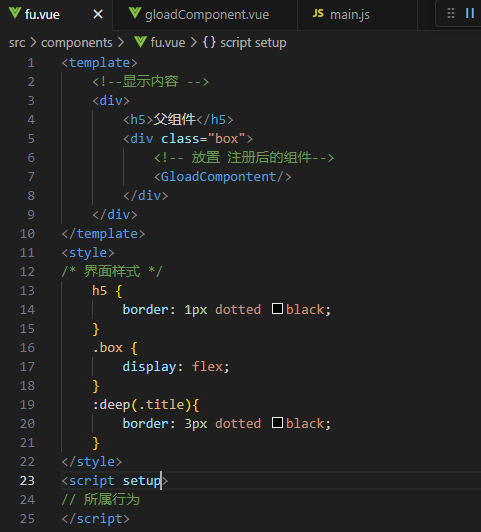 fu.vue gloadComponent.vue main.js
src > components > fu.vue > {} script setup
1 <template>
2 <!--显示内容 -->
3 <div>
4 <h5>父组件</h5>
5 <div class="box">
6 <!-- 放置 注册后的组件-->
7 <GloadCompontent/>
8 </div>
9 </div>
10 </template>
11 <style>
12 /* 界面样式 */
13 h5 {
14 border: 1px dotted black;
15 }
16 .box {
17 display: flex;
18 }
19 :deep(.title){
20 border: 3px dotted black;
21 }
22 </style>
23 <script setup>
24 // 所属行为
25 </script>